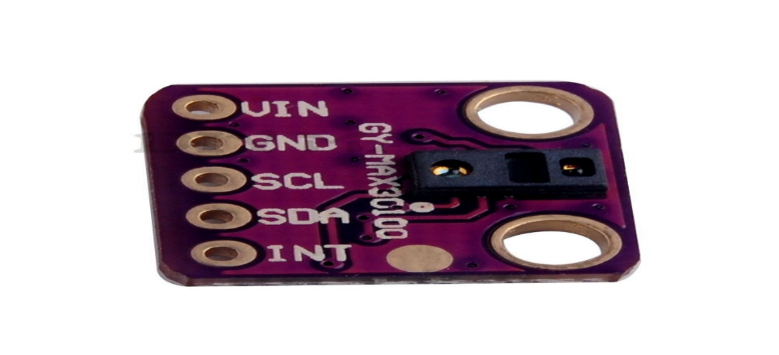 VIN
GND
SCL
SDA
INT
GY-MAX30100